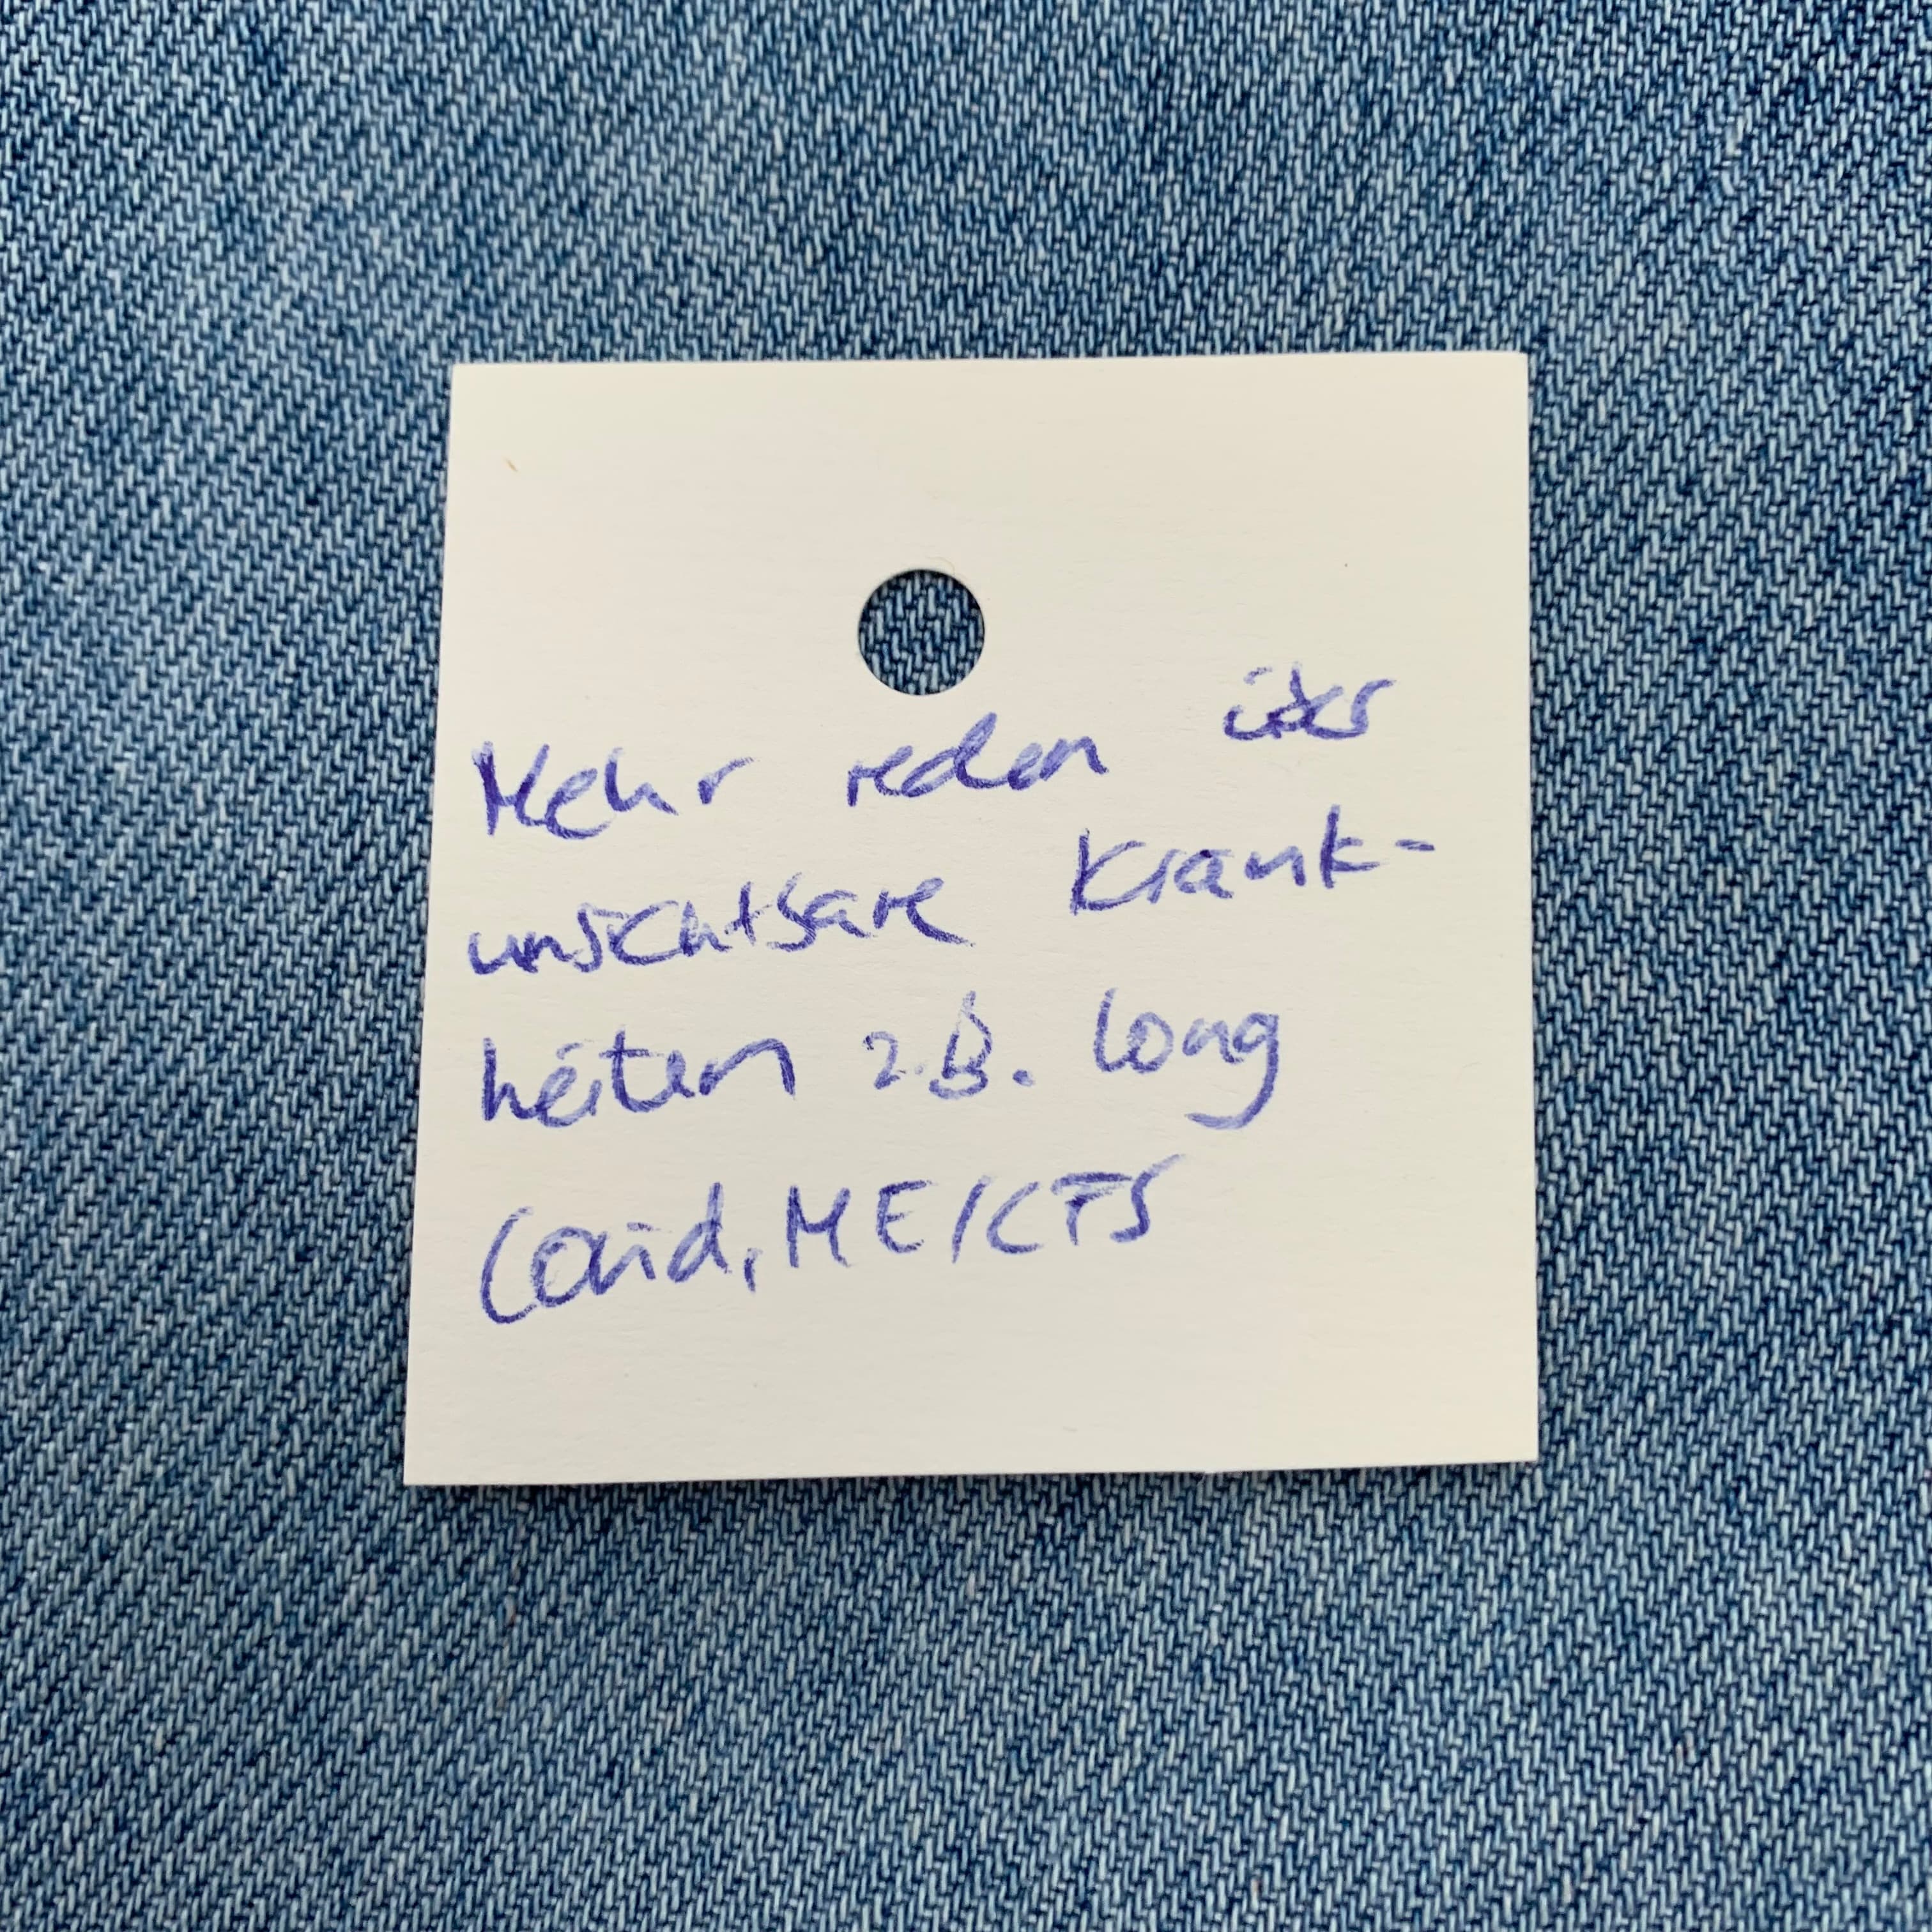 Mehr reden über
unsichtbare Krank-
heiten z.B. long
Covid, ME/CFS